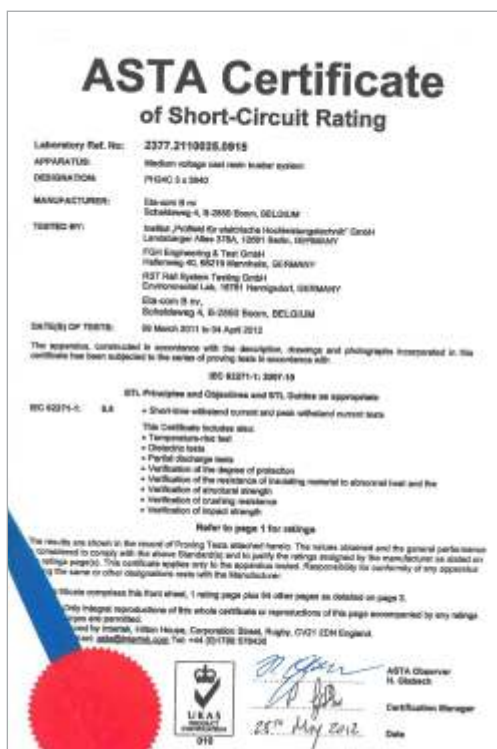 ASTA Certificate
of Short-Circuit Rating
Laboratory Ref. No: 2377.2110025.0915
APPARATUS: Medium voltage cast resin busbar system
DESIGNATION:
MANUFACTURER: Eta-com B nv
Scheldeweg 4, B-2850 Boom, BELGIUM
TESTED BY: Institut „Prüffeld für elektrische Hochleistungstechnik" GmbH
Landsberger Allee 378A, 12681 Berlin, GERMANY
FGH Engineering & Test GmbH
Hallenweg 40, 68219 Mannheim, GERMANY
Rail System Testing GmbH
Environmental Lab, 16761 Hennigsdorf, GERMANY
Eta-com B nv,
Scheldeweg 4, B-2850 Boom, BELGIUM
DATE(S) OF TESTS: March 2011 to 04 April 2012
The apparatus, constructed in accordance with the description, drawings and photographs incorporated in this
certificate has been subjected to the series of proving tests in accordance with
IEC 62271-1: 2007-10
STL Principles and Objectives and STL Guides as appropriate
IEC 62271-1: • Short-time withstand current and peak withstand current tests
This Certificate includes also:
• Temperature-rise test
• Dielectric tests
• Partial discharge tests
• Verification of the degree of protection
• Verification of the resistance of insulating material to abnormal heat and fire
• Verification of structural strength
• Verification of crushing resistance
• Verification of impact strength
Refer to page 1 for ratings
The results are shown in the record of Proving Tests attached hereto. The values obtained and the general performance
considered to comply with the above Standard(s) and to justify the ratings assigned by the manufacturer as stated on
ratings page(s). This certificate applies only to the apparatus tested. Responsibility for conformity of any apparatus
the same or other designations rests with the Manufacturer.
comprises this front sheet, 1 rating page plus other pages as detailed on page 2.
Only integral reproductions of this whole certificate or reproductions of this page accompanied by any ratings
are permitted.
by Intertek, Hilton House, Corporation Street, Rugby, CV21 2DN England.
Tel: +44 (0)1788 578435
UKAS
PRODUCT
CERTIFICATION
010
ASTA Observer
Certification Manager
28th May 2012 Date